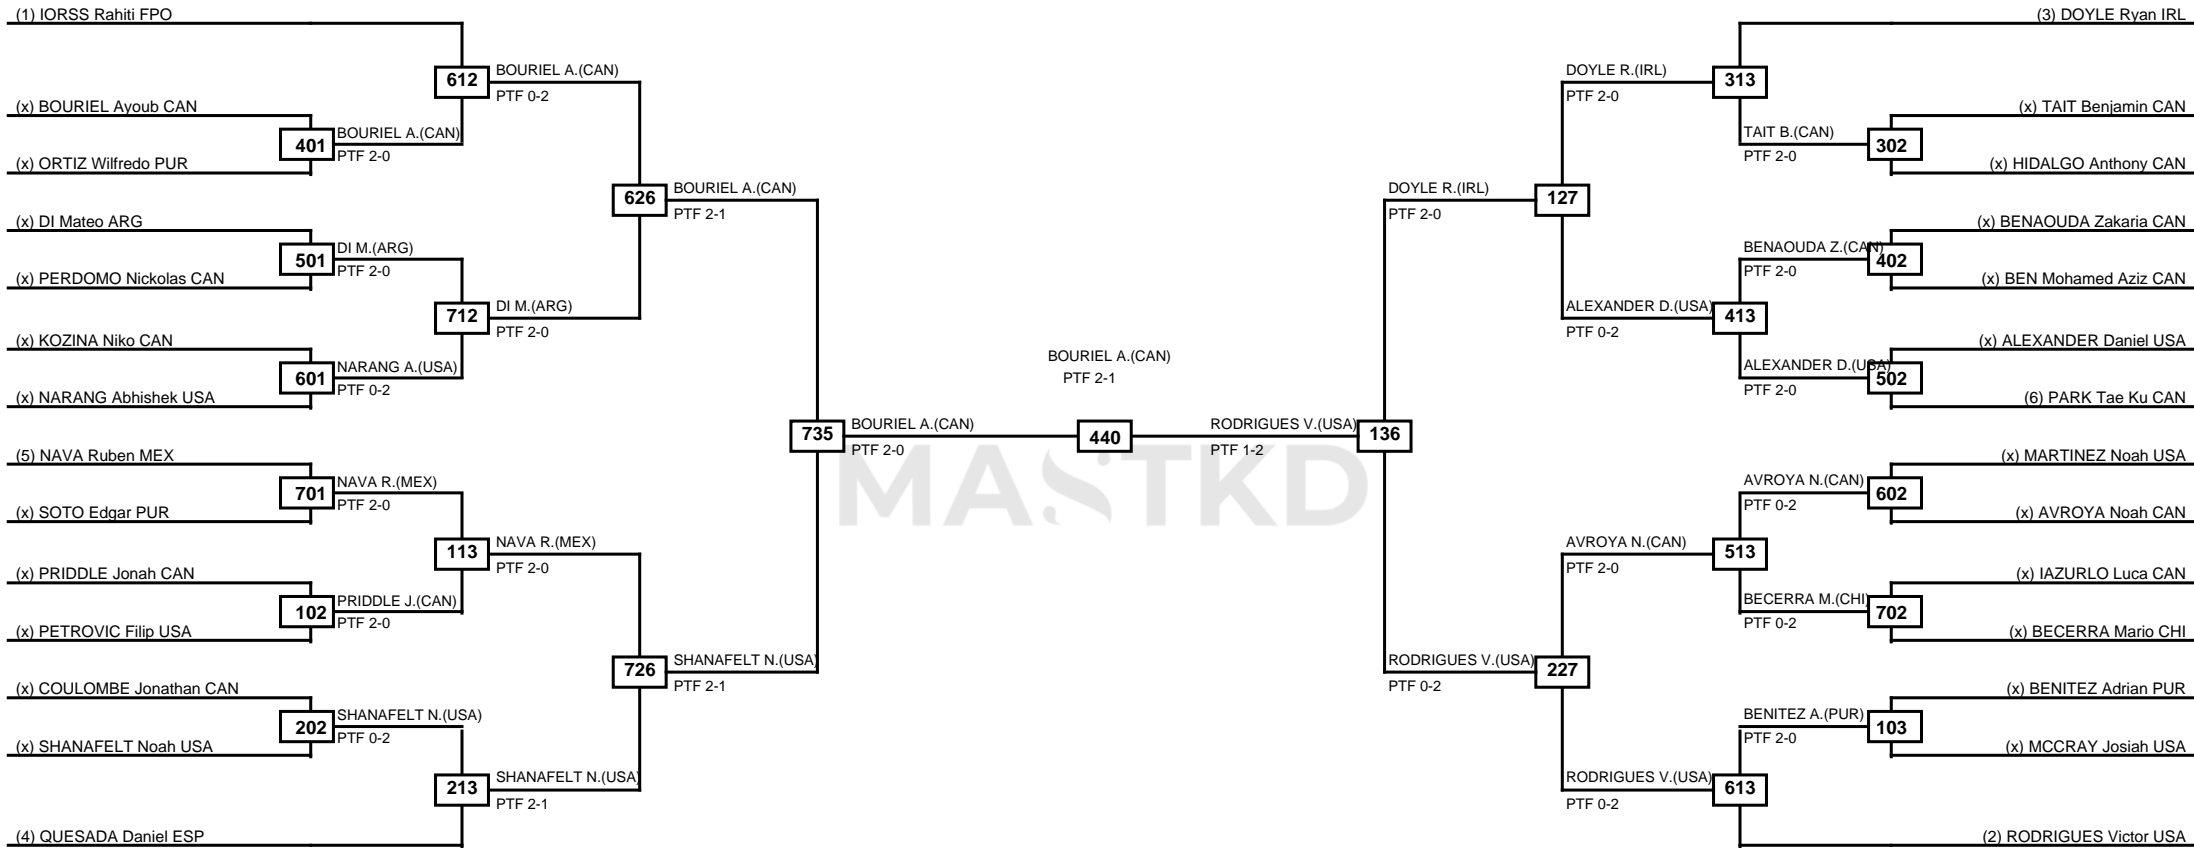 (1) IORSS Rahiti FPO
612
BOURIEL A.(CAN)
PTF 0-2
(x) BOURIEL Ayoub CAN
401
BOURIEL A.(CAN)
PTF 2-0
(x) ORTIZ Wilfredo PUR
626
BOURIEL A.(CAN)
PTF 2-1
(x) DI Mateo ARG
501
DI M.(ARG)
PTF 2-0
(x) PERDOMO Nickolas CAN
712
DI M.(ARG)
PTF 2-0
(x) KOZINA Niko CAN
601
NARANG A.(USA)
PTF 0-2
(x) NARANG Abhishek USA
735
BOURIEL A.(CAN)
PTF 2-0
(5) NAVA Ruben MEX
701
NAVA R.(MEX)
PTF 2-0
(x) SOTO Edgar PUR
113
NAVA R.(MEX)
PTF 2-0
(x) PRIDDLE Jonah CAN
102
PRIDDLE J.(CAN)
PTF 2-0
(x) PETROVIC Filip USA
726
SHANAFELT N.(USA)
PTF 2-1
(x) COULOMBE Jonathan CAN
202
SHANAFELT N.(USA)
PTF 0-2
(x) SHANAFELT Noah USA
213
SHANAFELT N.(USA)
PTF 2-1
(4) QUESADA Daniel ESP
BOURIEL A.(CAN)
PTF 2-1
440
MASTKD
(3) DOYLE Ryan IRL
DOYLE R.(IRL)
PTF 2-0
313
(x) TAIT Benjamin CAN
TAIT B.(CAN)
PTF 2-0
302
(x) HIDALGO Anthony CAN
DOYLE R.(IRL)
PTF 2-0
127
(x) BENAOUDA Zakaria CAN
BENAOUDA Z.(CAN)
PTF 2-0
402
(x) BEN Mohamed Aziz CAN
ALEXANDER D.(USA)
PTF 0-2
413
(x) ALEXANDER Daniel USA
ALEXANDER D.(USA)
PTF 2-0
502
(6) PARK Tae Ku CAN
RODRIGUES V.(USA)
PTF 1-2
136
(x) MARTINEZ Noah USA
AVROYA N.(CAN)
PTF 0-2
602
(x) AVROYA Noah CAN
AVROYA N.(CAN)
PTF 2-0
513
(x) IAZURLO Luca CAN
BECERRA M.(CHI)
PTF 0-2
702
(x) BECERRA Mario CHI
RODRIGUES V.(USA)
PTF 0-2
227
(x) BENITEZ Adrian PUR
BENITEZ A.(PUR)
PTF 2-0
103
(x) MCCRAY Josiah USA
RODRIGUES V.(USA)
PTF 0-2
613
(2) RODRIGUES Victor USA